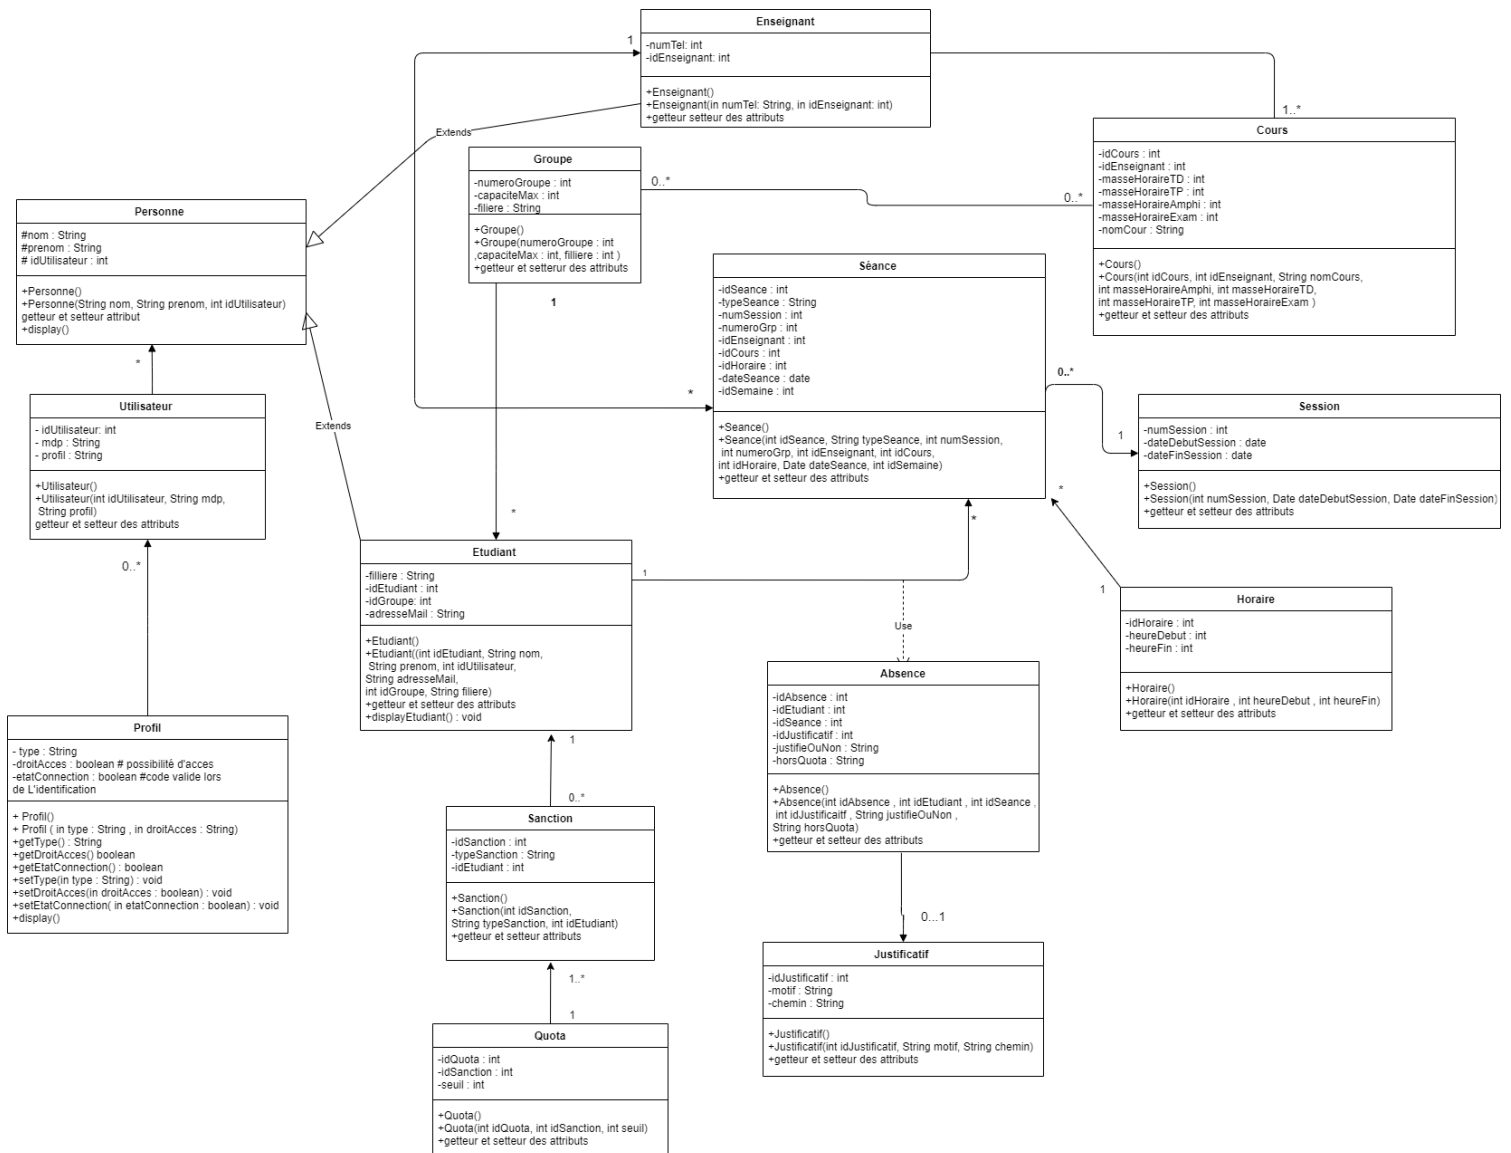 Enseignant
-numTel: int
-idEnseignant: int
+Enseignant()
+Enseignant(in numTel: String, in idEnseignant: int)
+getteur setteur des attributs
1
1..*
Extends
Cours
-idCours : int
-idEnseignant : int
-masseHoraireTD : int
-masseHoraireTP : int
-masseHoraireAmphi : int
-masseHoraireExam : int
-nomCour : String
+Cours()
+Cours(int idCours, int idEnseignant, String nomCours,
int masseHoraireAmphi, int masseHoraireTD,
int masseHoraireTP, int masseHoraireExam )
+getteur et setteur des attributs
Groupe
-numeroGroupe : int
-capaciteMax : int
-filiere : String
+Groupe()
+Groupe(numeroGroupe : int
,capaciteMax : int, filliere : int )
+getteur et setterur des attributs
0..*
0..*
1
Personne
#nom : String
#prenom : String
# idUtilisateur : int
+Personne()
+Personne(String nom, String prenom, int idUtilisateur)
getteur et setteur attribut
+display()
*
Séance
-idSeance : int
-typeSeance : String
-numSession : int
-numeroGrp : int
-idEnseignant : int
-idCours : int
-idHoraire : int
-dateSeance : date
-idSemaine : int
+Seance()
+Seance(int idSeance, String typeSeance, int numSession,
int numeroGrp, int idEnseignant, int idCours,
int idHoraire, Date dateSeance, int idSemaine)
+getteur et setteur des attributs
*
0..*
1
*
*
Session
-numSession : int
-dateDebutSession : date
-dateFinSession : date
+Session()
+Session(int numSession, Date dateDebutSession, Date dateFinSession)
+getteur et setteur des attributs
Utilisateur
- idUtilisateur: int
- mdp : String
- profil : String
+Utilisateur()
+Utilisateur(int idUtilisateur, String mdp,
String profil)
getteur et setteur des attributs
0..*
Extends
*
Etudiant
-filliere : String
-idEtudiant : int
-idGroupe: int
-adresseMail : String
+Etudiant()
+Etudiant((int idEtudiant, String nom,
String prenom, int idUtilisateur,
String adresseMail,
int idGroupe, String filiere)
+getteur et setteur des attributs
+displayEtudiant() : void
1
1
Use
1
Horaire
-idHoraire : int
-heureDebut : int
-heureFin : int
+Horaire()
+Horaire(int idHoraire , int heureDebut , int heureFin)
+getteur et setteur des attributs
Absence
-idAbsence : int
-idEtudiant : int
-idSeance : int
-idJustificatif : int
-justifieOuNon : String
-horsQuota : String
+Absence()
+Absence(int idAbsence , int idEtudiant , int idSeance ,
int idJustificaitf , String justifieOuNon ,
String horsQuota)
+getteur et setteur des attributs
0...1
Profil
- type : String
-droitAcces : boolean # possibilité d'acces
-etatConnection : boolean #code valide lors
de L'identification
+ Profil()
+ Profil ( in type : String , in droitAcces : String)
+getType() : String
+getDroitAcces() boolean
+getEtatConnection() : boolean
+setType(in type : String) : void
+setDroitAcces(in droitAcces : boolean) : void
+setEtatConnection( in etatConnection : boolean) : void
+display()
0..*
Sanction
-idSanction : int
-typeSanction : String
-idEtudiant : int
+Sanction()
+Sanction(int idSanction,
String typeSanction, int idEtudiant)
+getteur et setteur attributs
1..*
1
Justificatif
-idJustificatif : int
-motif : String
-chemin : String
+Justificatif()
+Justificatif(int idJustificatif, String motif, String chemin)
+getteur et setteur des attributs
Quota
-idQuota : int
-idSanction : int
-seuil : int
+Quota()
+Quota(int idQuota, int idSanction, int seuil)
+getteur et setteur des attributs